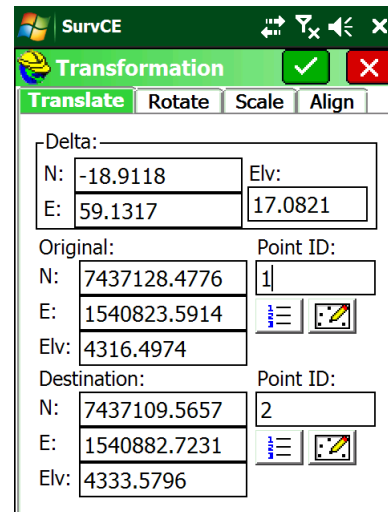 SurvCE
Transformation
Translate Rotate Scale Align
Delta:
N: -18.9118 Elv:
E: 59.1317 17.0821
Original: Point ID:
N: 7437128.4776 1
E: 1540823.5914
Elv: 4316.4974
Destination: Point ID:
N: 7437109.5657 2
E: 1540882.7231
Elv: 4333.5796